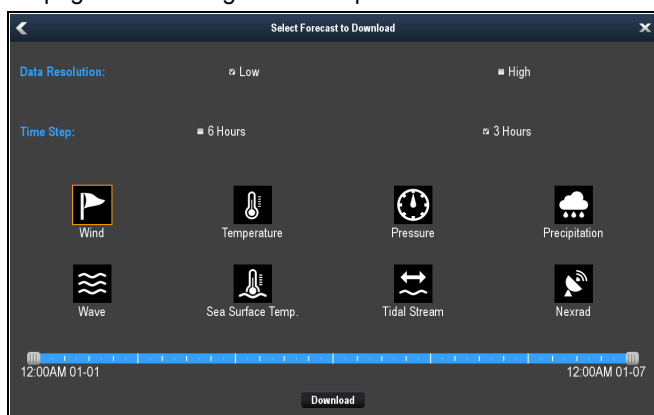 Select Forecast to Download
Data Resolution: Low High
Time Step: 6 Hours 3 Hours
Wind Temperature Pressure Precipitation
Wave Sea Surface Temp. Tidal Stream Nexrad
12:00AM 01-01 12:00AM 01-07
Download